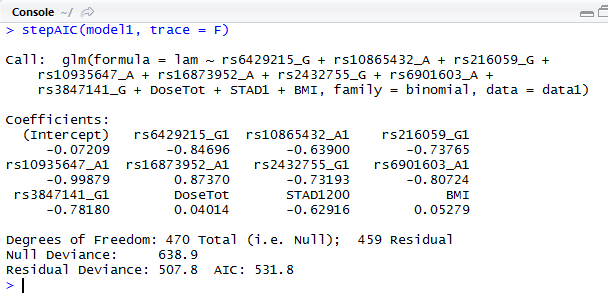 Console ~/
> stepAIC(model1, trace = F)
Call:  glm(formula = lam ~ rs6429215_G + rs10865432_A + rs216059_G +
    rs10935647_A + rs16873952_A + rs2432755_G + rs6901603_A +
    rs3847141_G + DoseTot + STAD1 + BMI, family = binomial, data = data1)
Coefficients:
   (Intercept)   rs6429215_G1  rs10865432_A1    rs216059_G1
      -0.07209       -0.84696       -0.63900       -0.73765
rs10935647_A1  rs16873952_A1   rs2432755_G1   rs6901603_A1
      -0.99879        0.87370       -0.73193       -0.80724
  rs3847141_G1        DoseTot       STAD1200            BMI
      -0.78180        0.04014       -0.62916        0.05279
Degrees of Freedom: 470 Total (i.e. Null);  459 Residual
Null Deviance:      638.9
Residual Deviance: 507.8  AIC: 531.8
>